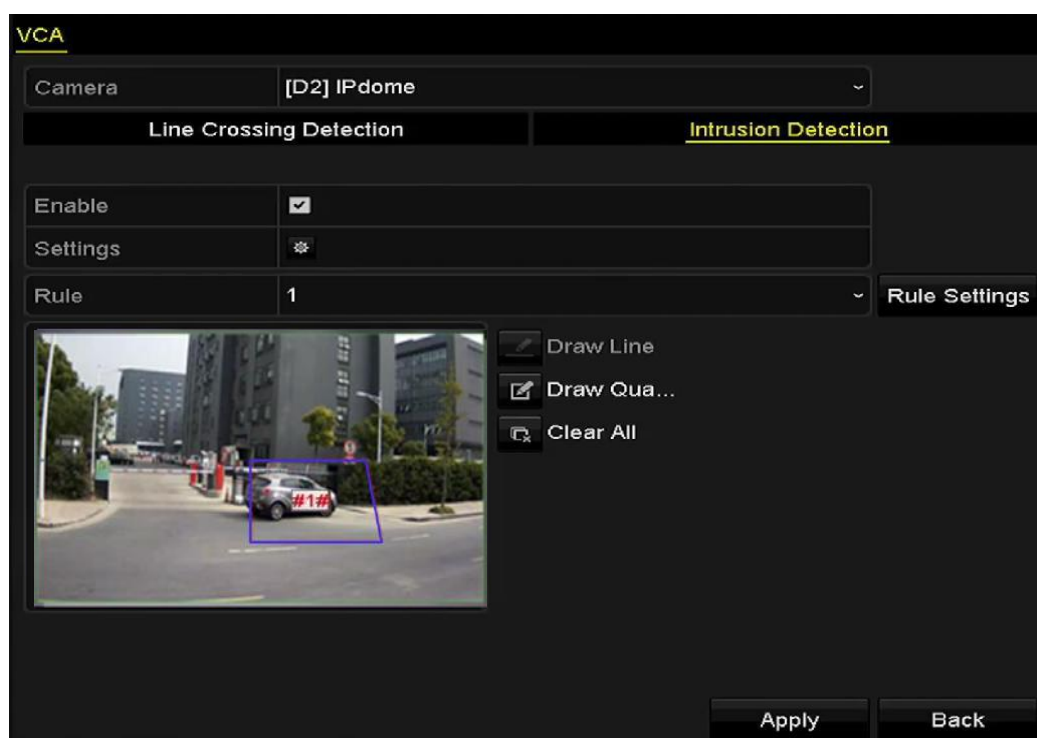 VCA
Camera [D2] IPdome
Line Crossing Detection Intrusion Detection
Enable
Settings
Rule 1 Rule Settings
Draw Line
Draw Qua...
Clear All
#1#
Apply Back